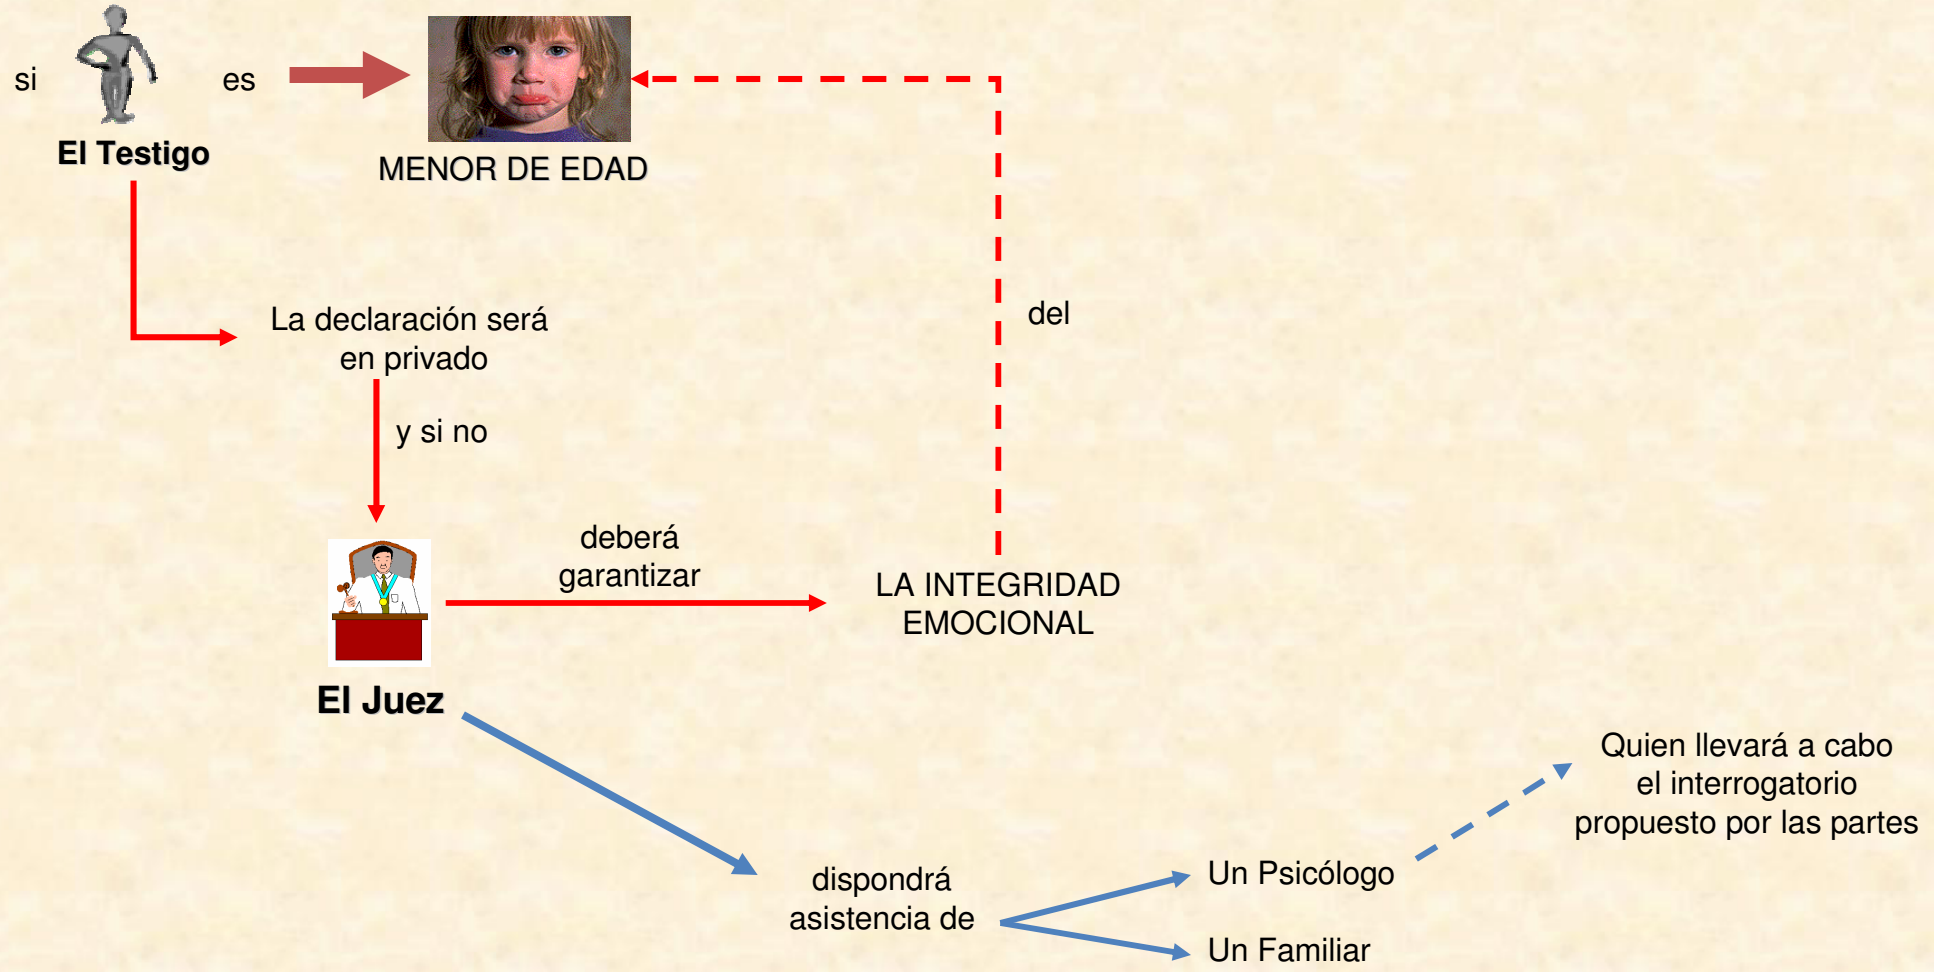 si
es
El Testigo
MENOR DE EDAD
La declaración será
en privado
del
y si no
deberá
garantizar
LA INTEGRIDAD
EMOCIONAL
El Juez
Quien llevará a cabo
el interrogatorio
propuesto por las partes
dispondrá
asistencia de
Un Psicólogo
Un Familiar